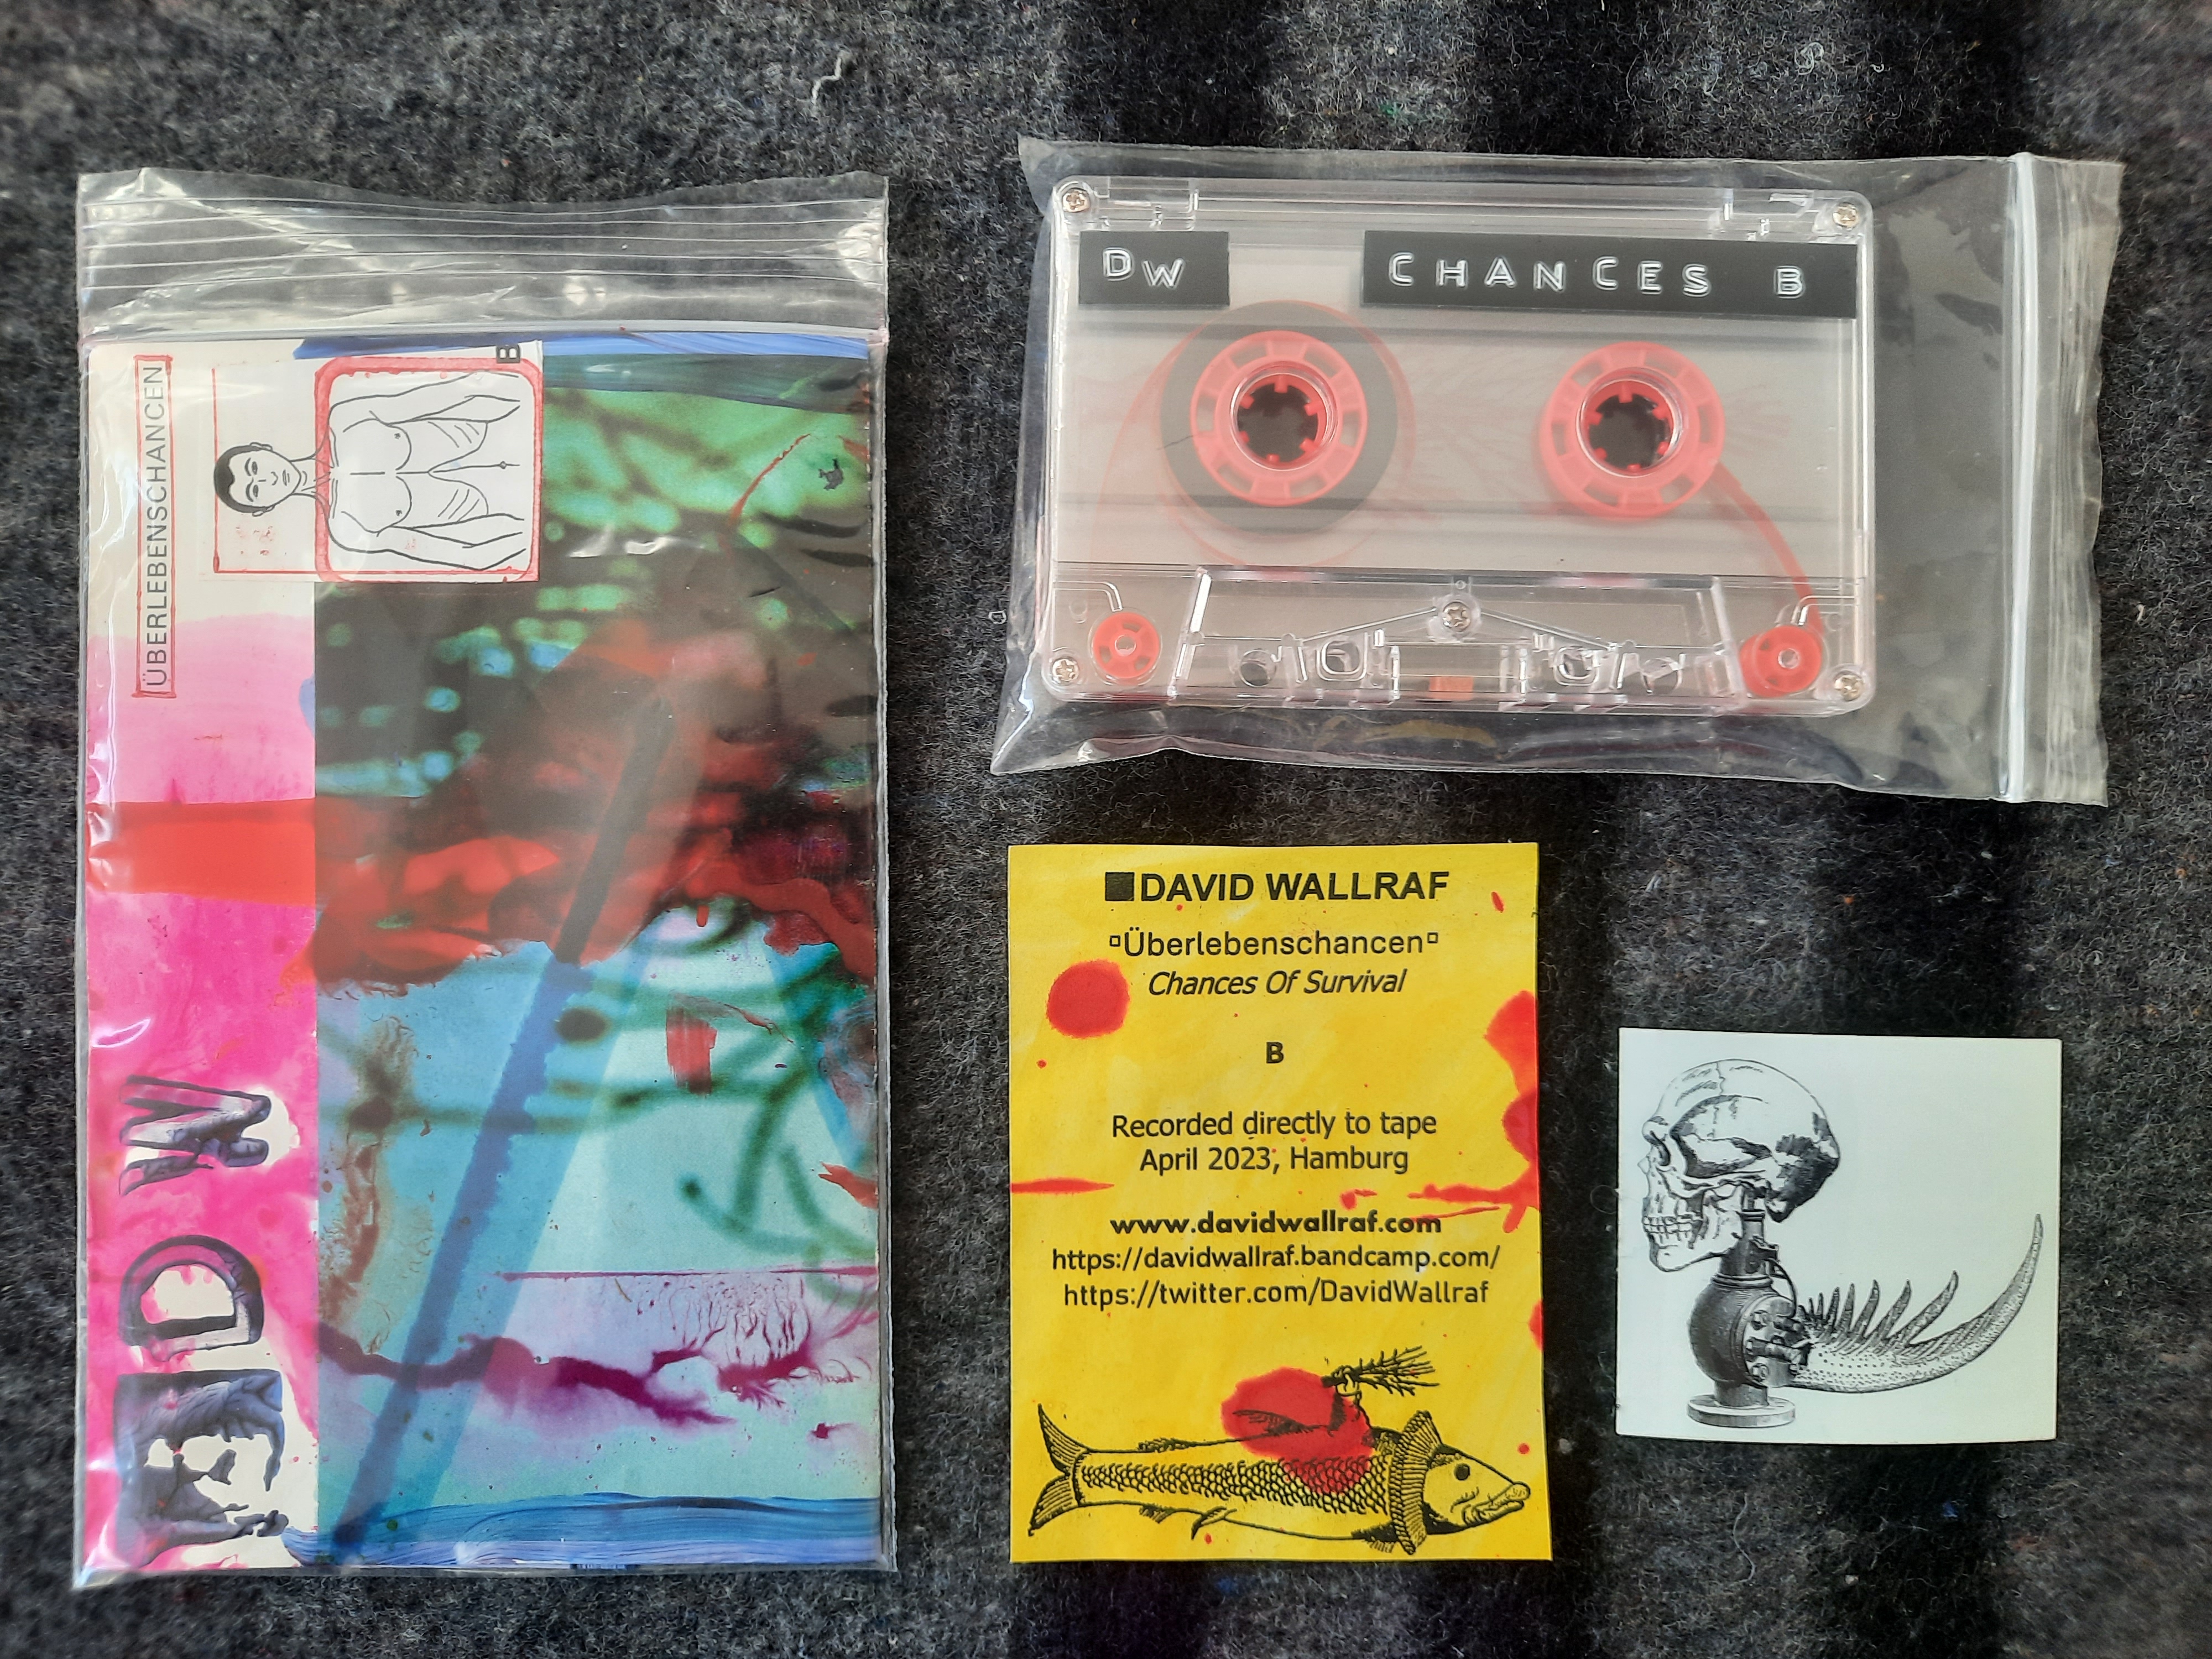 ÜBERLEBENSCHANCEN
B
D W
DW
CHANCES B
DAVID WALLRAF
Überlebenschancen
Chances Of Survival
B
Recorded directly to tape
April 2023, Hamburg
www.davidwallraf.com
https://davidwallraf.bandcamp.com/
https://twitter.com/DavidWallraf